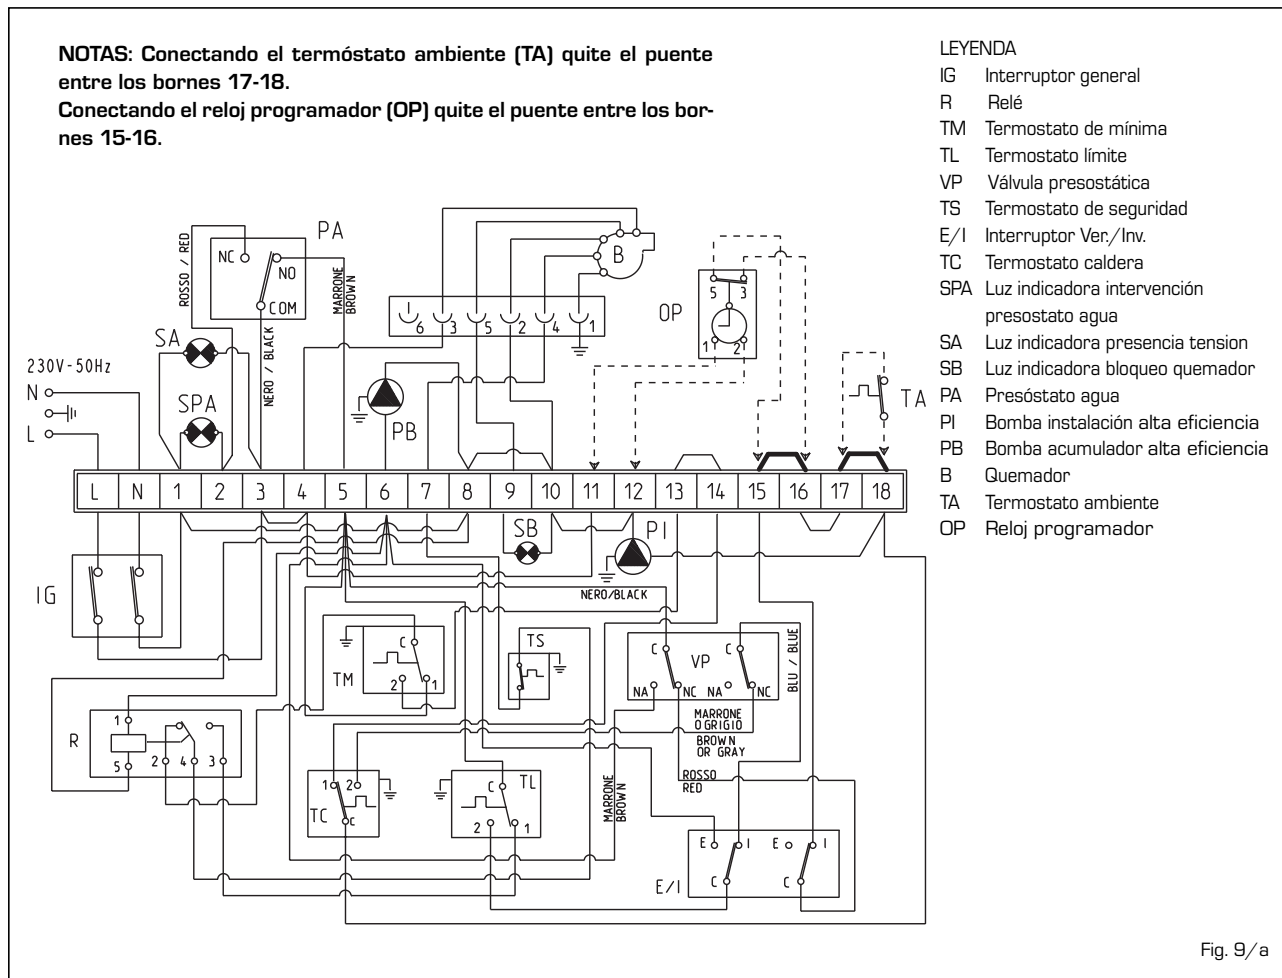 NOTAS: Conectando el termóstato ambiente (TA) quite el puente
entre los bornes 17-18.
Conectando el reloj programador (OP) quite el puente entre los bor-
nes 15-16.
LEYENDA
IG Interruptor general
R Relé
TM Termostato de mínima
TL Termostato límite
VP Válvula presostática
TS Termostato de seguridad
E/I Interruptor Ver./Inv.
TC Termostato caldera
SPA Luz indicadora intervención
presostato agua
SA Luz indicadora presencia tension
SB Luz indicadora bloqueo quemador
PA Presóstato agua
PI Bomba instalación alta eficiencia
PB Bomba acumulador alta eficiencia
B Quemador
TA Termostato ambiente
OP Reloj programador
PA
NC
NO
COM
ROSSO / RED
MARRONE
BROWN
NERO / BLACK
B
6 3 5 2 4 1
OP
5 3
1 2
SA
SPA
230V-50Hz
N
L
PB
TA
L N 1 2 3 4 5 6 7 8 9 10 11 12 13 14 15 16 17 18
SB
PI
NERO/BLACK
IG
TM
C
2 1
TS
VP
C C
NA NC NA NC
BLU / BLUE
MARRONE
O GRIGIO
BROWN
OR GRAY
ROSSO
RED
MARRONE
BROWN
R
1
5 2 4 3
TC
1 2
C
TL
C
2 1
E/I
E I E I
C C
Fig. 9/a